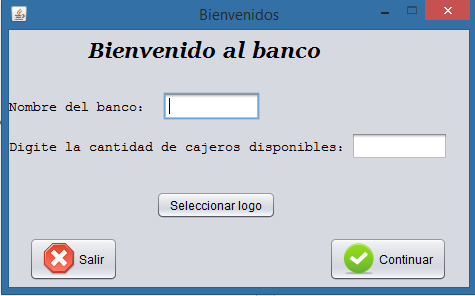 Bienvenidos
Bienvenido al banco
Nombre del banco:
Digite la cantidad de cajeros disponibles:
Seleccionar logo
Salir
Continuar